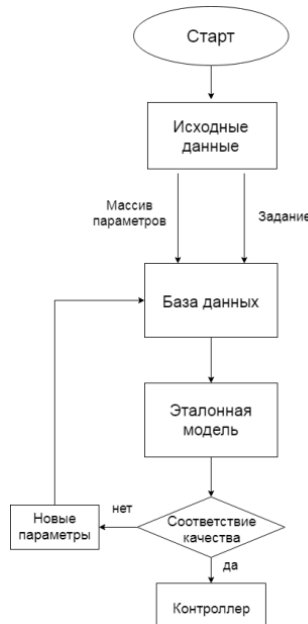 Старт
Исходные
данные
Массив
параметров
Задание
База данных
Эталонная
модель
Новые
параметры
нет
Соответствие
качества
да
Контроллер